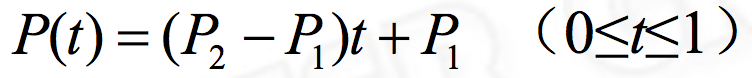 P(t) = (P₂ − P₁)t + P₁ （0≤t≤1）